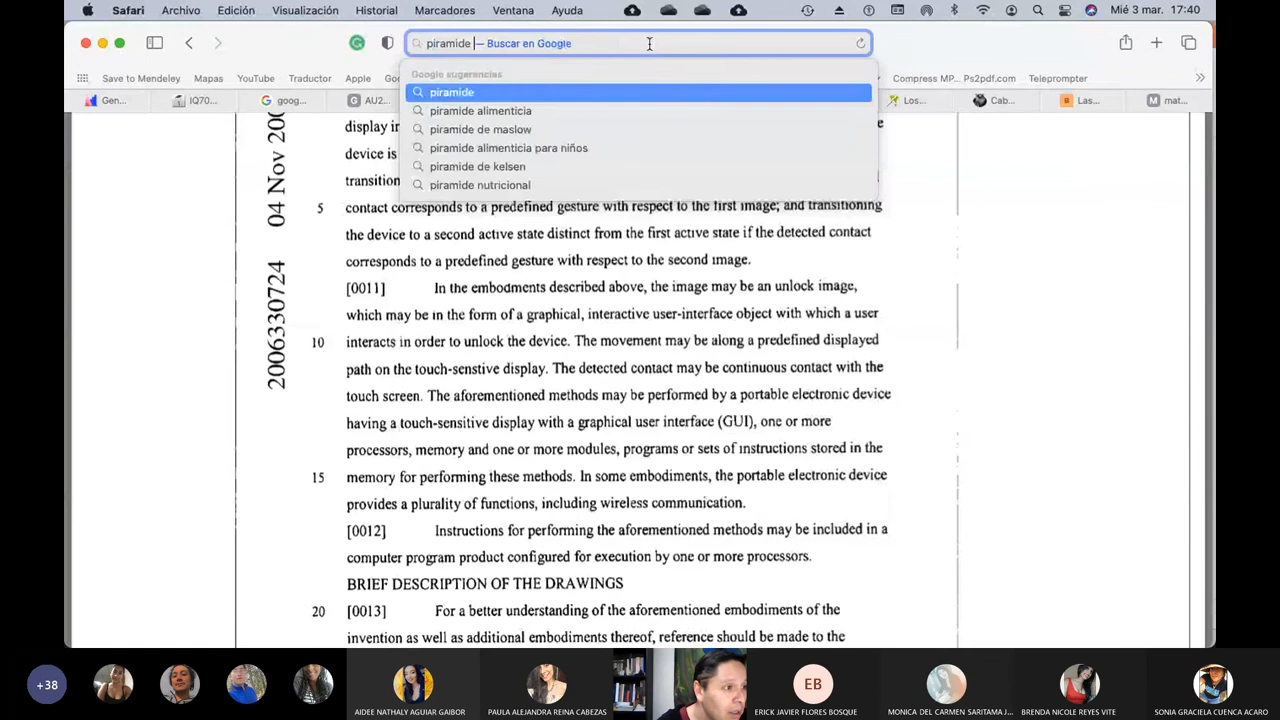 Safari Archivo Edición Visualización Historial Marcadores Ventana Ayuda Mié 3 mar. 17:40
piramide — Buscar en Google
Save to Mendeley Mapas YouTube Traductor Apple Goo Compress MP... Ps2pdf.com Teleprompter
Google sugerencias
Gen... IQ70... goog... AU2... Los... Cab... Las... mat...
piramide
piramide alimenticia
piramide de maslow
piramide alimenticia para niños
piramide de kelsen
piramide nutricional
2006330724 04 Nov 200
display in
device is
transition
5 contact corresponds to a predefined gesture with respect to the first image; and transitioning
the device to a second active state distinct from the first active state if the detected contact
corresponds to a predefined gesture with respect to the second image.
[0011] In the embodments described above, the image may be an unlock image,
which may be in the form of a graphical, interactive user-interface object with which a user
10 interacts in order to unlock the device. The movement may be along a predefined displayed
path on the touch-senstive display. The detected contact may be continuous contact with the
touch screen. The aforementioned methods may be performed by a portable electronic device
having a touch-sensitive display with a graphical user interface (GUI), one or more
processors, memory and one or more modules, programs or sets of instructions stored in the
15 memory for performing these methods. In some embodiments, the portable electronic device
provides a plurality of functions, including wireless communication.
[0012] Instructions for performing the aforementioned methods may be included in a
computer program product configured for execution by one or more processors.
BRIEF DESCRIPTION OF THE DRAWINGS
20 [0013] For a better understanding of the aforementioned embodiments of the
invention as well as additional embodiments thereof, reference should be made to the
+38
EB
AIDEE NATHALY AGUIAR GAIBOR PAULA ALEJANDRA REINA CABEZAS ERICK JAVIER FLORES BOSQUE MONICA DEL CARMEN SARITAMA J... BRENDA NICOLE REYES VITE SONIA GRACIELA CUENCA ACARO